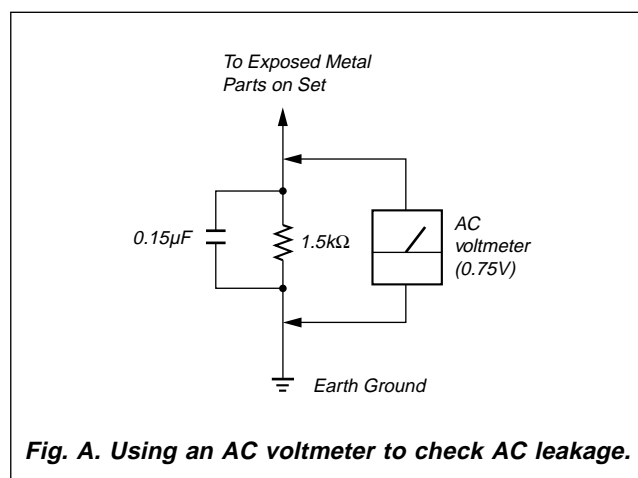 To Exposed Metal
Parts on Set
0.15µF
1.5kΩ
AC
voltmeter
(0.75V)
Earth Ground
Fig. A. Using an AC voltmeter to check AC leakage.